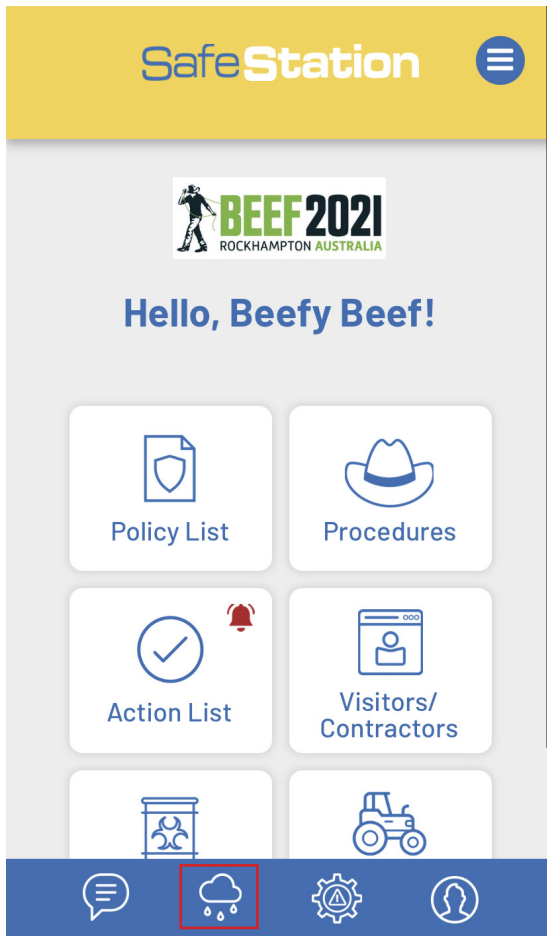 SafeStation
BEEF2021
ROCKHAMPTON AUSTRALIA
Hello, Beefy Beef!
Policy List
Procedures
Action List
Visitors/
Contractors